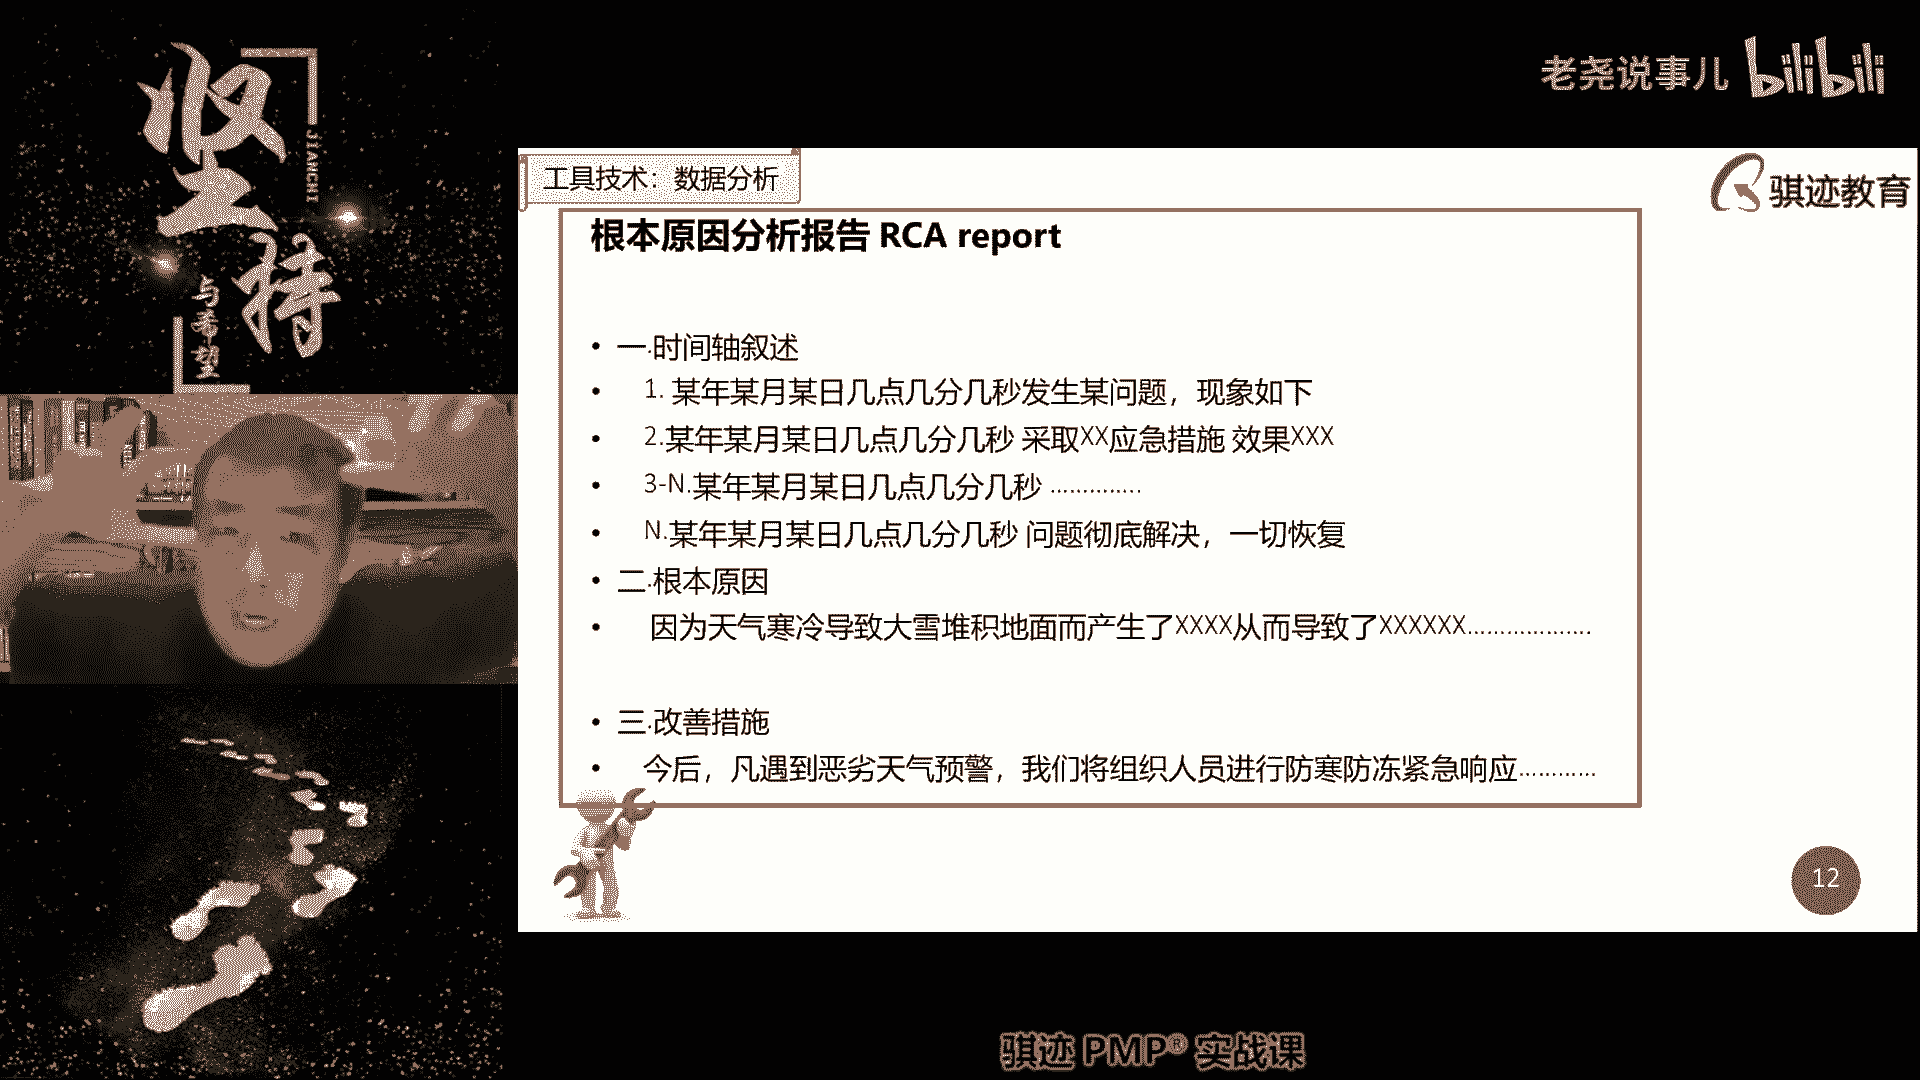 坚持
JIANCHI
与希望
老尧说事儿 bilibili
工具技术：数据分析
骐迹教育
根本原因分析报告 RCA report
• 一.时间轴叙述
• 1. 某年某月某日几点几分几秒发生某问题，现象如下
• 2.某年某月某日几点几分几秒 采取XX应急措施 效果XXX
• 3-N.某年某月某日几点几分几秒 .............
• N.某年某月某日几点几分几秒 问题彻底解决，一切恢复
• 二.根本原因
• 因为天气寒冷导致大雪堆积地面而产生了XXXX从而导致了XXXXXX..................
• 三.改善措施
• 今后，凡遇到恶劣天气预警，我们将组织人员进行防寒防冻紧急响应............
12
骐迹 PMP® 实战课